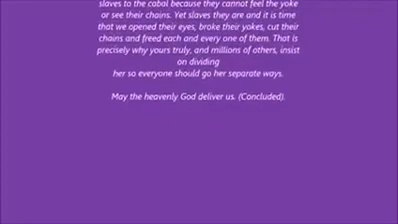 slaves to the cabal because they cannot feel the yoke
or see their chains. Yet slaves they are and it is time
that we opened their eyes, broke their yokes, cut their
chains and freed each and every one of them. That is
precisely why yours truly, and millions of others, insist
on dividing
her so everyone should go her separate ways.
May the heavenly God deliver us. (Concluded).